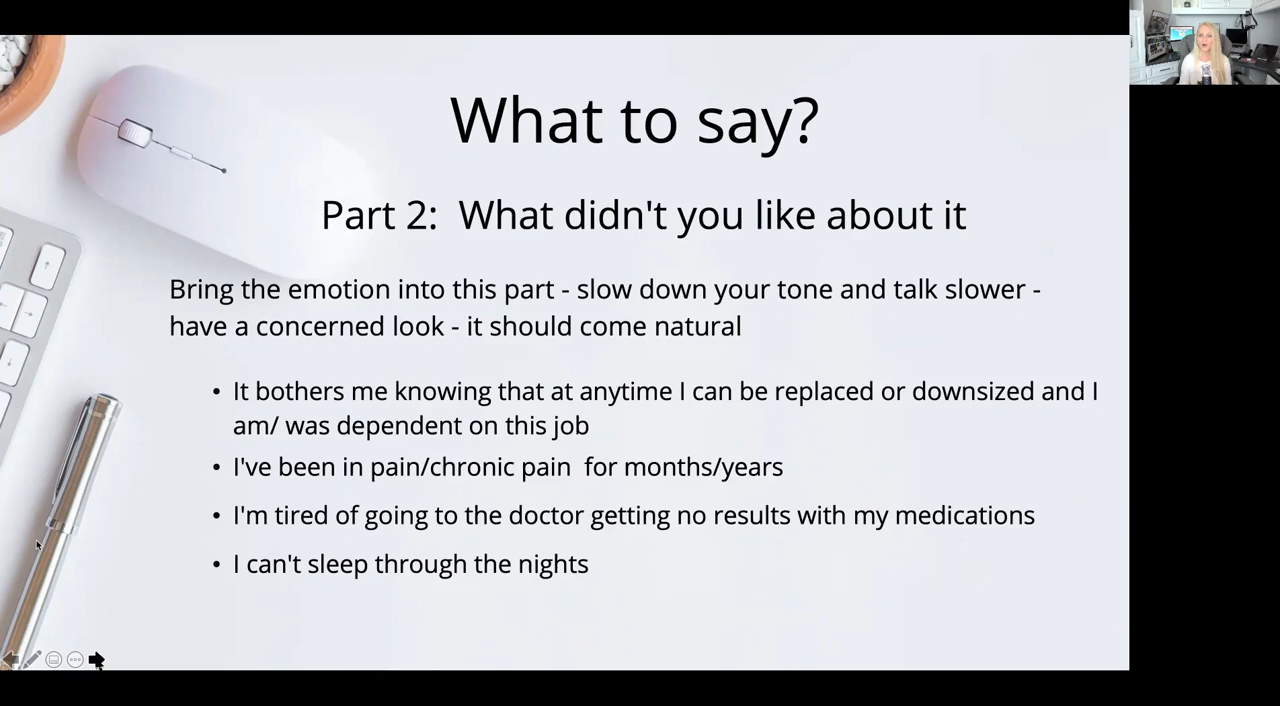 What to say?
Part 2:  What didn't you like about it
Bring the emotion into this part - slow down your tone and talk slower -
have a concerned look - it should come natural
• It bothers me knowing that at anytime I can be replaced or downsized and I
am/ was dependent on this job
• I've been in pain/chronic pain  for months/years
• I'm tired of going to the doctor getting no results with my medications
• I can't sleep through the nights